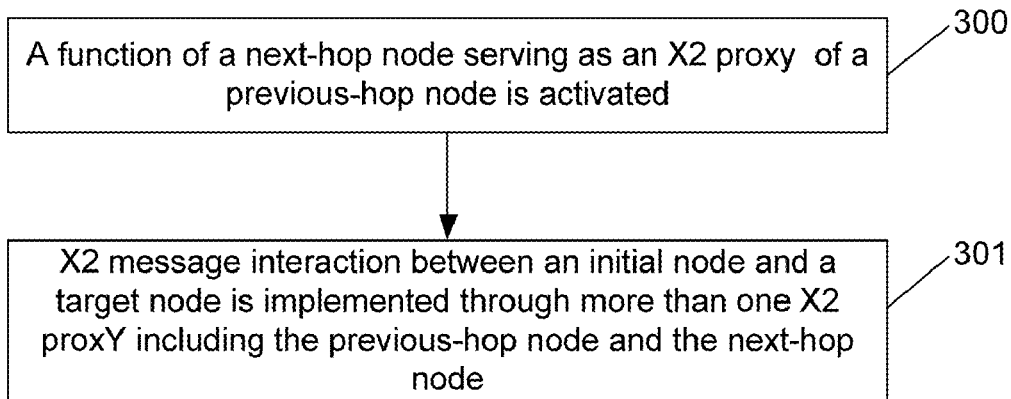 A function of a next-hop node serving as an X2 proxy of a
previous-hop node is activated
300
X2 message interaction between an initial node and a
target node is implemented through more than one X2
proxY including the previous-hop node and the next-hop
node
301